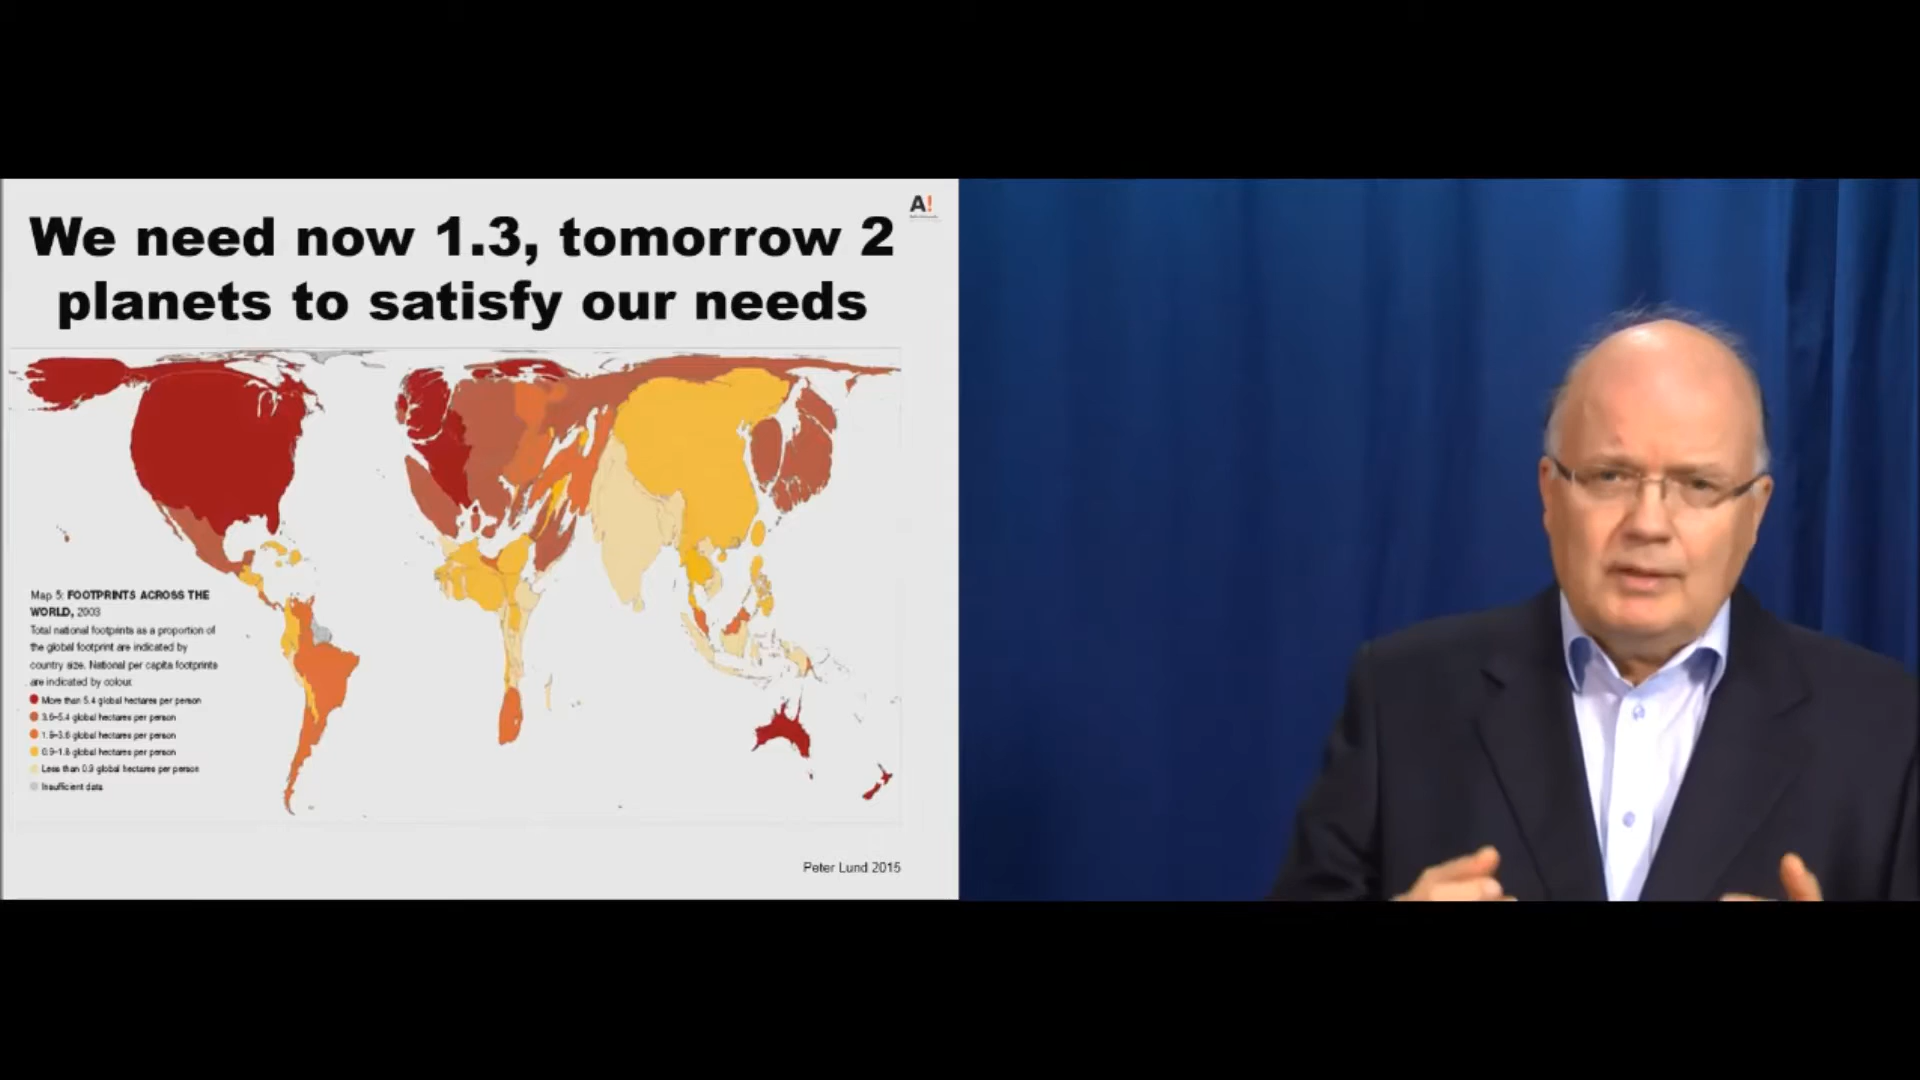 We need now 1.3, tomorrow 2
planets to satisfy our needs
A!
Map 5: FOOTPRINTS ACROSS THE
WORLD, 2003
Total national footprints as a proportion of
the global footprint are indicated by
country size. National per capita footprints
are indicated by colour.
More than 5.4 global hectares per person
3.6–5.4 global hectares per person
1.8–3.6 global hectares per person
0.9–1.8 global hectares per person
Less than 0.9 global hectares per person
Insufficient data
Peter Lund 2015